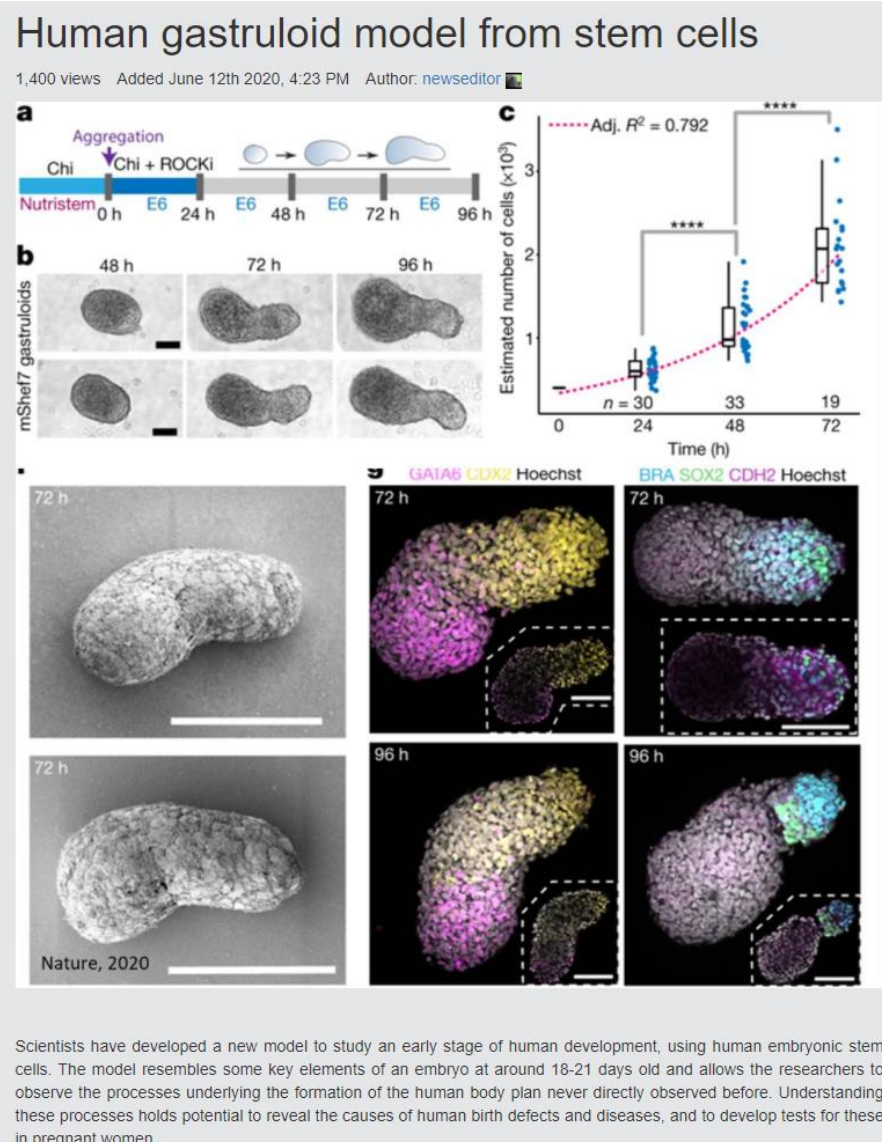 Human gastruloid model from stem cells
1,400 views Added June 12th 2020, 4:23 PM Author: newseditor
a
Aggregation
Chi
Chi + ROCKi
Nutristem
E6
E6
E6
E6
0 h
24 h
48 h
72 h
96 h
b
48 h
72 h
96 h
mShef7 gastruloids
c
****
****
Adj. R² = 0.792
Estimated number of cells (×10³)
3
2
1
n = 30
33
19
0
24
48
72
Time (h)
72 h
72 h
Nature, 2020
g
GATA6 CDX2 Hoechst
72 h
96 h
BRA SOX2 CDH2 Hoechst
72 h
96 h
Scientists have developed a new model to study an early stage of human development, using human embryonic stem
cells. The model resembles some key elements of an embryo at around 18-21 days old and allows the researchers to
observe the processes underlying the formation of the human body plan never directly observed before. Understanding
these processes holds potential to reveal the causes of human birth defects and diseases, and to develop tests for these
in pregnant women